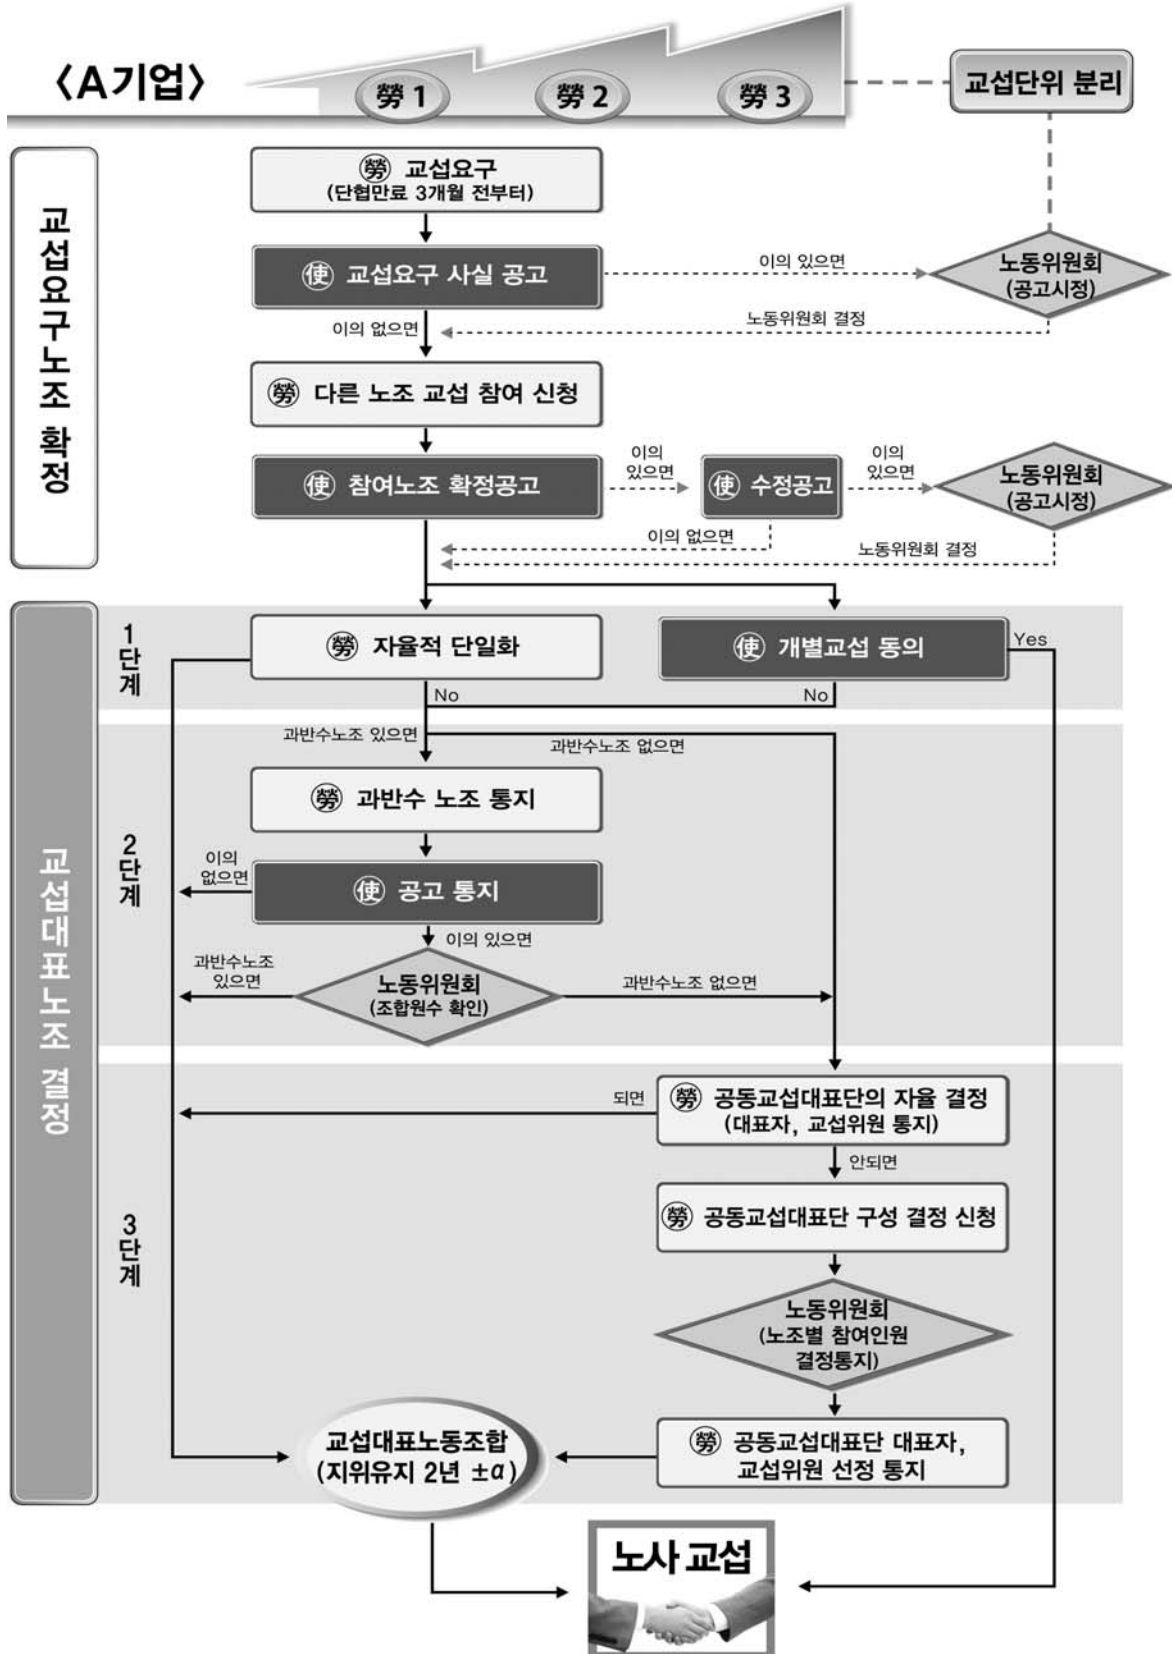 〈A기업〉
勞 1
勞 2
勞 3
교섭단위 분리
교섭요구노조 확정
勞 교섭요구
(단협만료 3개월 전부터)
使 교섭요구 사실 공고
이의 있으면
노동위원회
(공고시정)
이의 없으면
노동위원회 결정
勞 다른 노조 교섭 참여 신청
使 참여노조 확정공고
이의
있으면
使 수정공고
이의
있으면
노동위원회
(공고시정)
이의 없으면
노동위원회 결정
교섭대표노조 결정
1단계
勞 자율적 단일화
使 개별교섭 동의
Yes
No
No
과반수노조 있으면
과반수노조 없으면
2단계
勞 과반수 노조 통지
이의
없으면
使 공고 통지
이의 있으면
과반수노조
있으면
노동위원회
(조합원수 확인)
과반수노조 없으면
3단계
되면
勞 공동교섭대표단의 자율 결정
(대표자, 교섭위원 통지)
안되면
勞 공동교섭대표단 구성 결정 신청
노동위원회
(노조별 참여인원
결정통지)
교섭대표노동조합
(지위유지 2년 ±α)
勞 공동교섭대표단 대표자,
교섭위원 선정 통지
노사 교섭